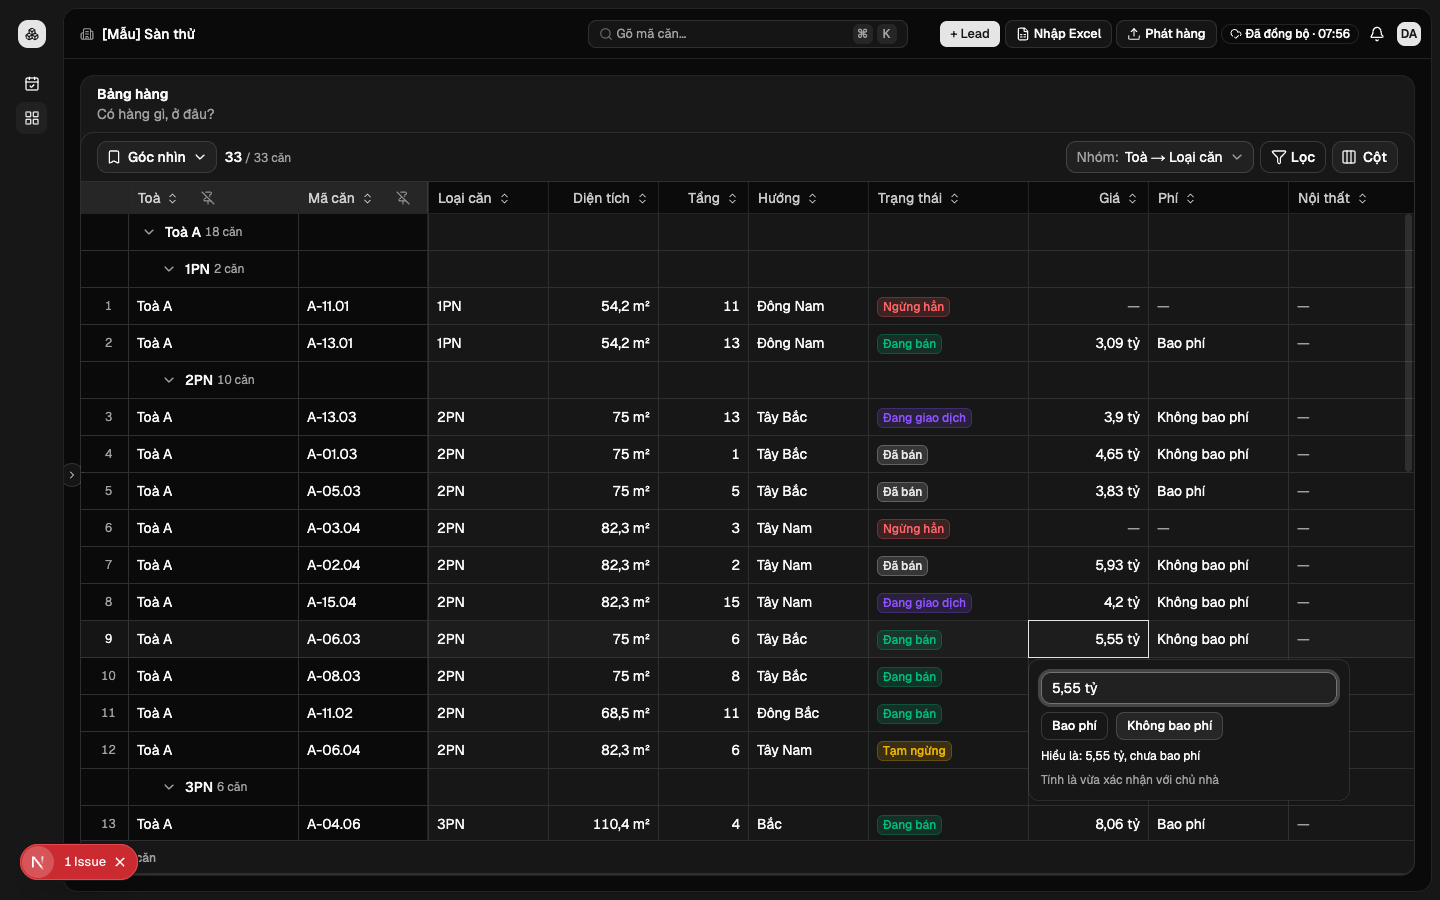 [Mẫu] Sàn thử
Gõ mã căn...
⌘ K
+ Lead
Nhập Excel
Phát hàng
Đã đồng bộ · 07:56
DA
Bảng hàng
Có hàng gì, ở đâu?
Góc nhìn
33 / 33 căn
Nhóm: Toà → Loại căn
Lọc
Cột
Toà Mã căn Loại căn Diện tích Tầng Hướng Trạng thái Giá Phí Nội thất
Toà A 18 căn
1PN 2 căn
1 Toà A A-11.01 1PN 54,2 m² 11 Đông Nam Ngừng hẳn — — —
2 Toà A A-13.01 1PN 54,2 m² 13 Đông Nam Đang bán 3,09 tỷ Bao phí —
2PN 10 căn
3 Toà A A-13.03 2PN 75 m² 13 Tây Bắc Đang giao dịch 3,9 tỷ Không bao phí —
4 Toà A A-01.03 2PN 75 m² 1 Tây Bắc Đã bán 4,65 tỷ Không bao phí —
5 Toà A A-05.03 2PN 75 m² 5 Tây Bắc Đã bán 3,83 tỷ Bao phí —
6 Toà A A-03.04 2PN 82,3 m² 3 Tây Nam Ngừng hẳn — — —
7 Toà A A-02.04 2PN 82,3 m² 2 Tây Nam Đã bán 5,93 tỷ Không bao phí —
8 Toà A A-15.04 2PN 82,3 m² 15 Tây Nam Đang giao dịch 4,2 tỷ Không bao phí —
9 Toà A A-06.03 2PN 75 m² 6 Tây Bắc Đang bán 5,55 tỷ Không bao phí —
10 Toà A A-08.03 2PN 75 m² 8 Tây Bắc Đang bán
11 Toà A A-11.02 2PN 68,5 m² 11 Đông Bắc Đang bán
12 Toà A A-06.04 2PN 82,3 m² 6 Tây Nam Tạm ngừng
5,55 tỷ
Bao phí Không bao phí
Hiểu là: 5,55 tỷ, chưa bao phí
Tính là vừa xác nhận với chủ nhà
3PN 6 căn
13 Toà A A-04.06 3PN 110,4 m² 4 Bắc Đang bán 8,06 tỷ Bao phí —
căn
N 1 Issue